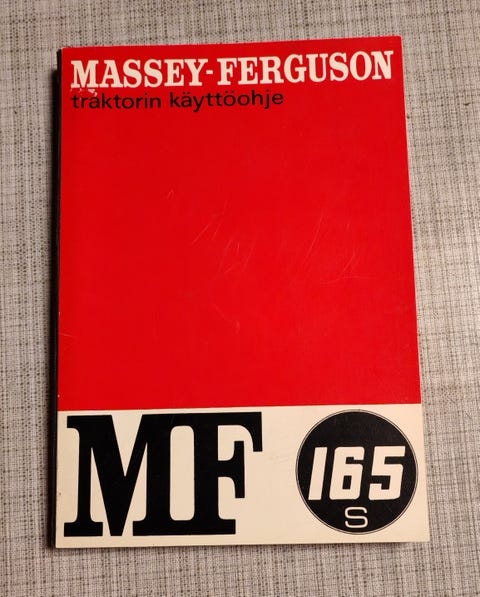 MASSEY-FERGUSON
traktorin käyttöohje
MF
165
S